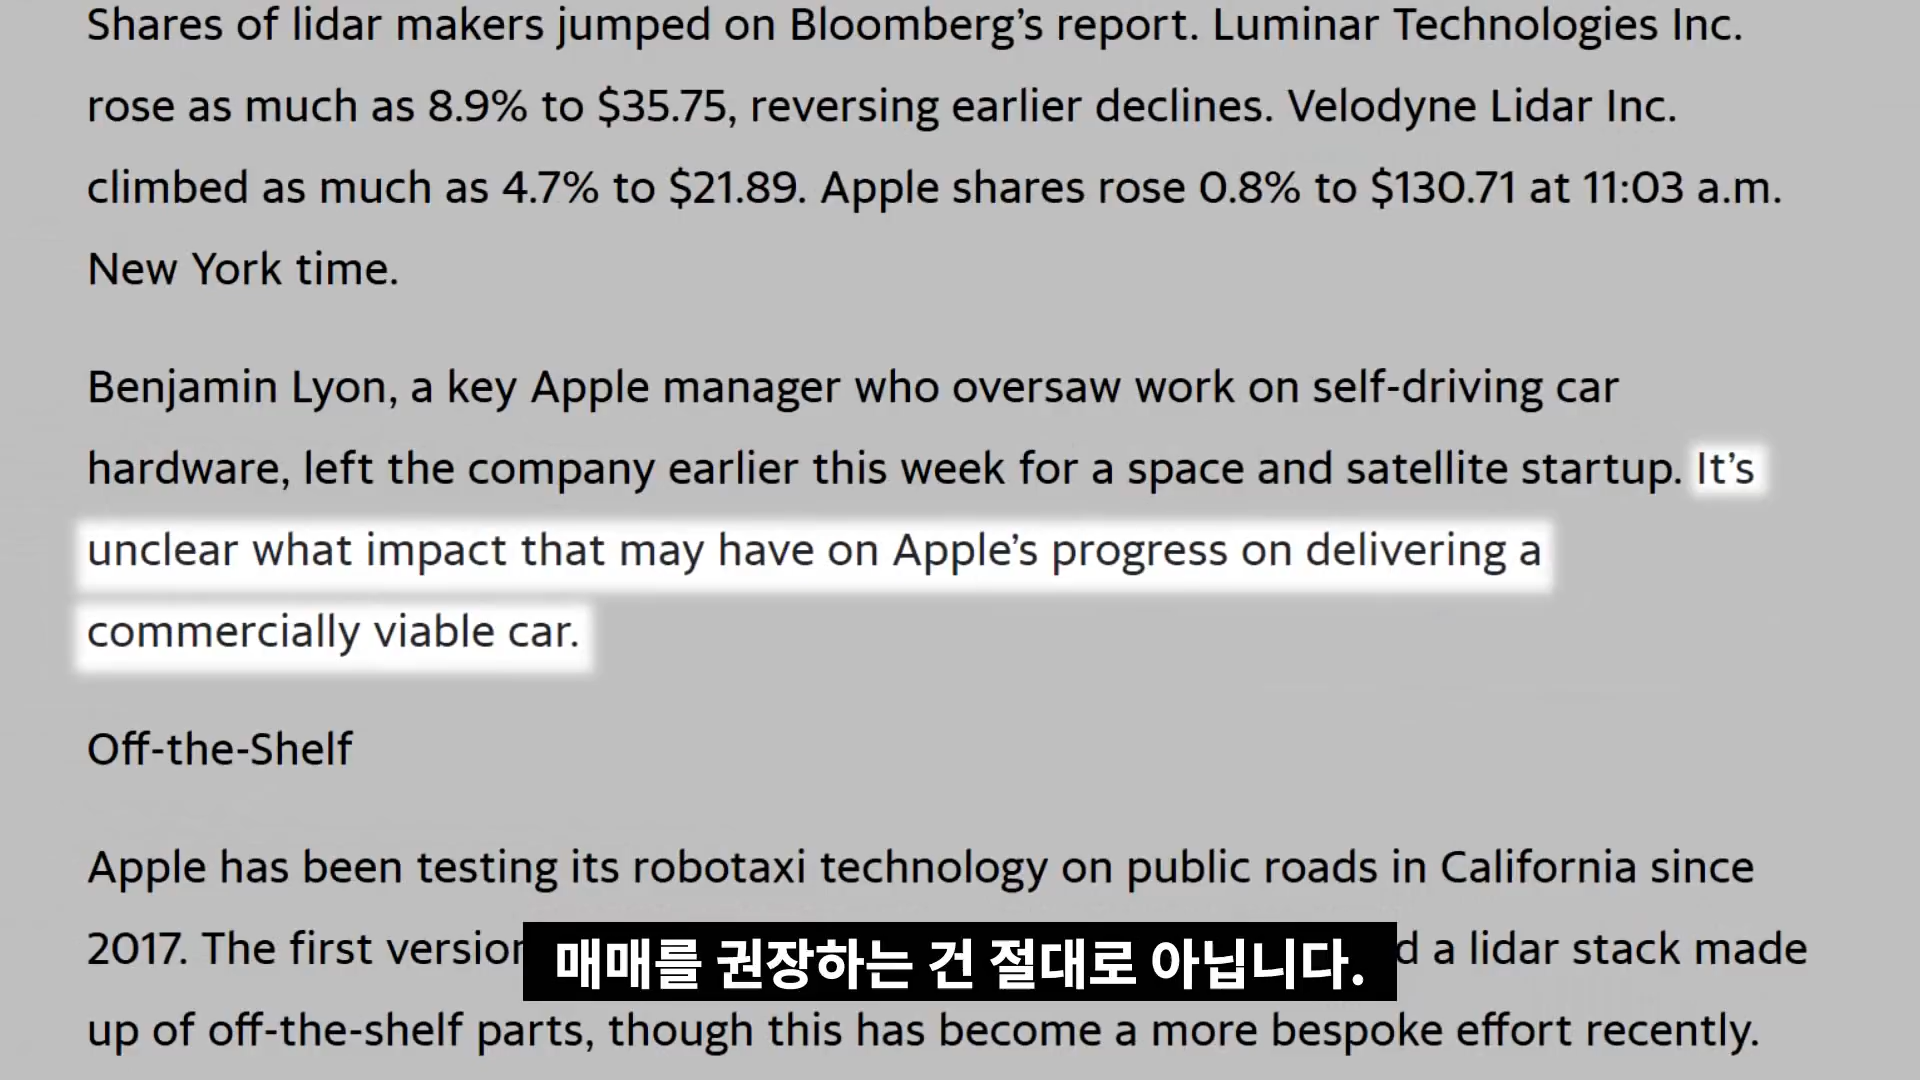 Shares of lidar makers jumped on Bloomberg’s report. Luminar Technologies Inc.
rose as much as 8.9% to $35.75, reversing earlier declines. Velodyne Lidar Inc.
climbed as much as 4.7% to $21.89. Apple shares rose 0.8% to $130.71 at 11:03 a.m.
New York time.
Benjamin Lyon, a key Apple manager who oversaw work on self-driving car
hardware, left the company earlier this week for a space and satellite startup. It’s
unclear what impact that may have on Apple’s progress on delivering a
commercially viable car.
Off-the-Shelf
Apple has been testing its robotaxi technology on public roads in California since
2017. The first version a lidar stack made
매매를 권장하는 건 절대로 아닙니다.
up of off-the-shelf parts, though this has become a more bespoke effort recently.